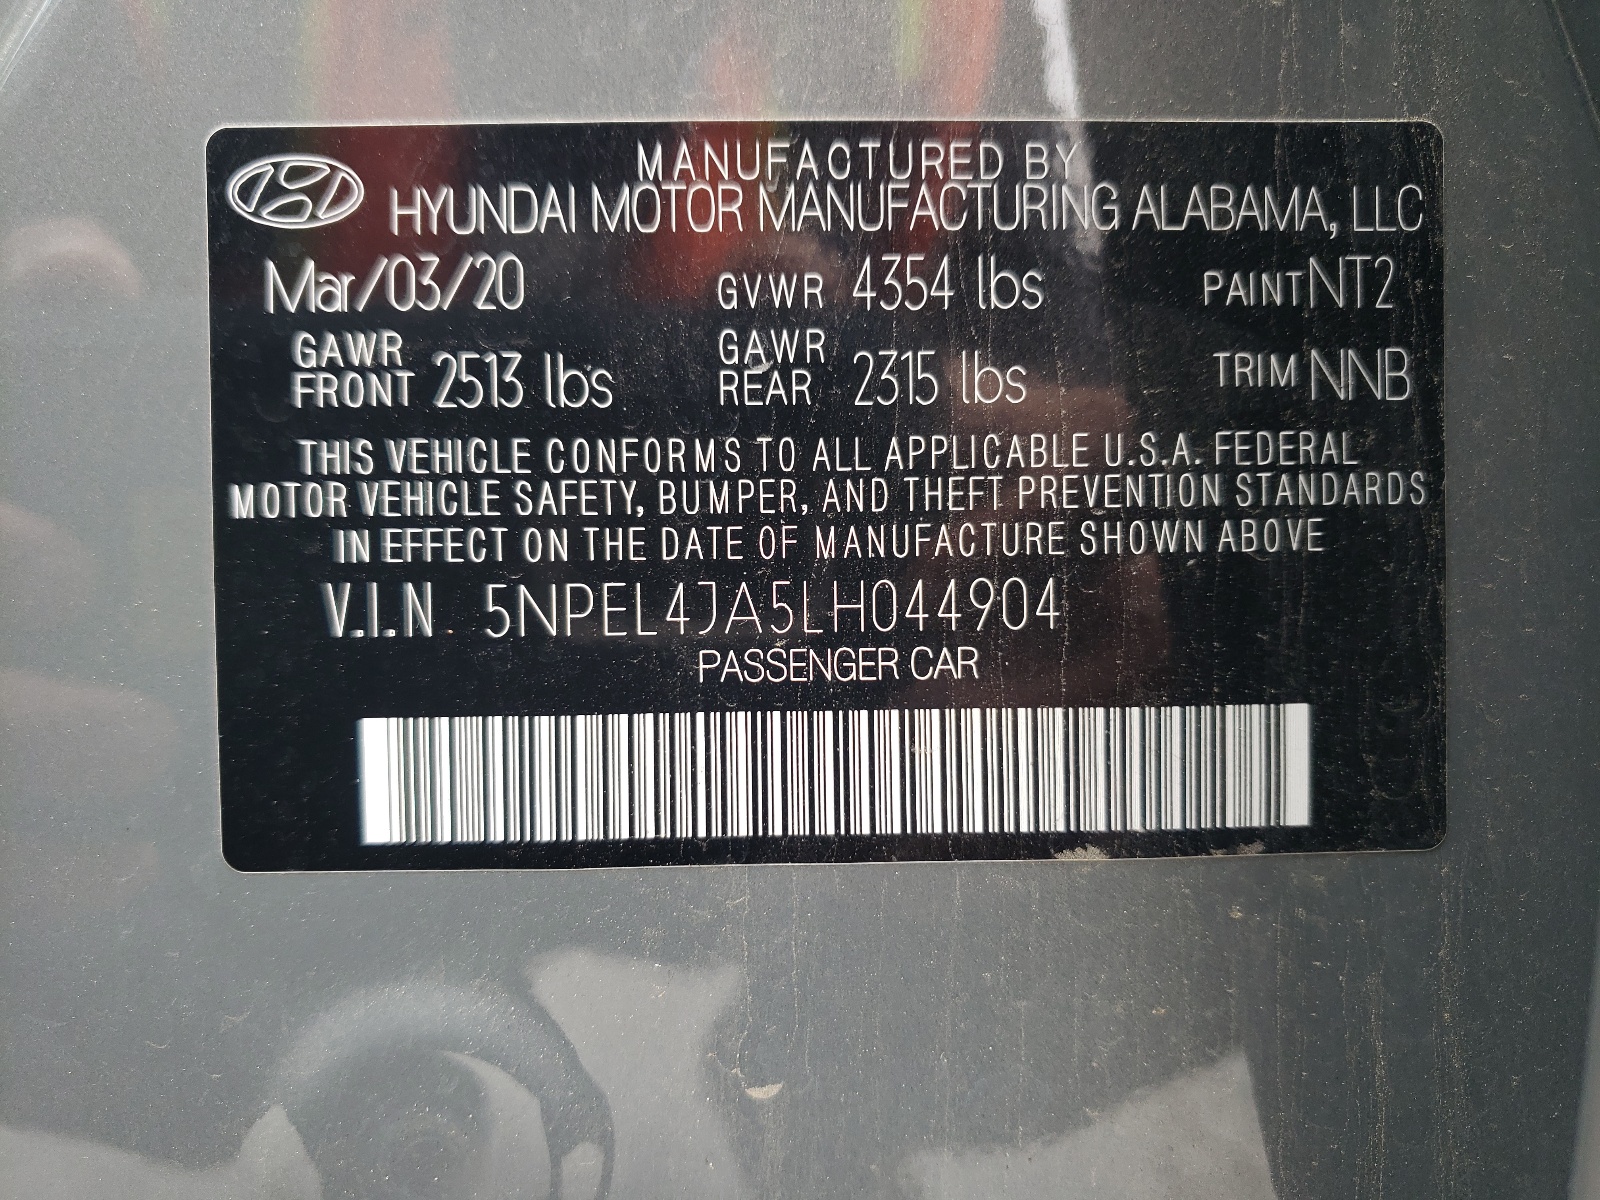 MANUFACTURED BY
HYUNDAI MOTOR MANUFACTURING ALABAMA, LLC
Mar/03/20 GVWR 4354 lbs PAINT NT2
GAWR FRONT 2513 lbs GAWR REAR 2315 lbs TRIM NNB
THIS VEHICLE CONFORMS TO ALL APPLICABLE U.S.A. FEDERAL
MOTOR VEHICLE SAFETY, BUMPER, AND THEFT PREVENTION STANDARDS
IN EFFECT ON THE DATE OF MANUFACTURE SHOWN ABOVE
V.I.N. 5NPEL4JA5LH044904
PASSENGER CAR